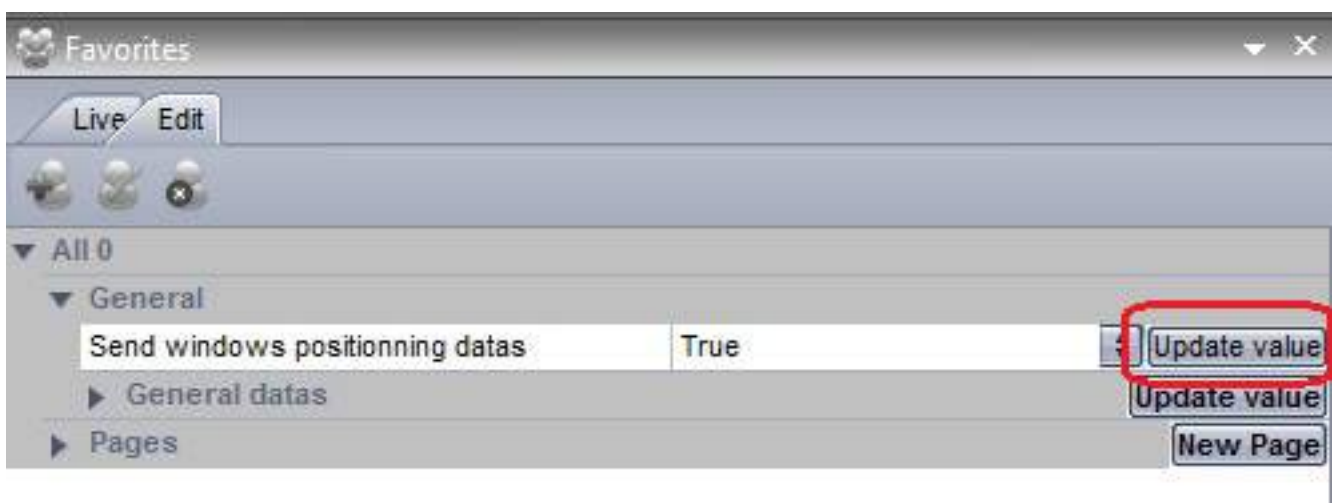 Favorites
Live Edit
All 0
General
Send windows positionning datas True Update value
General datas Update value
Pages New Page